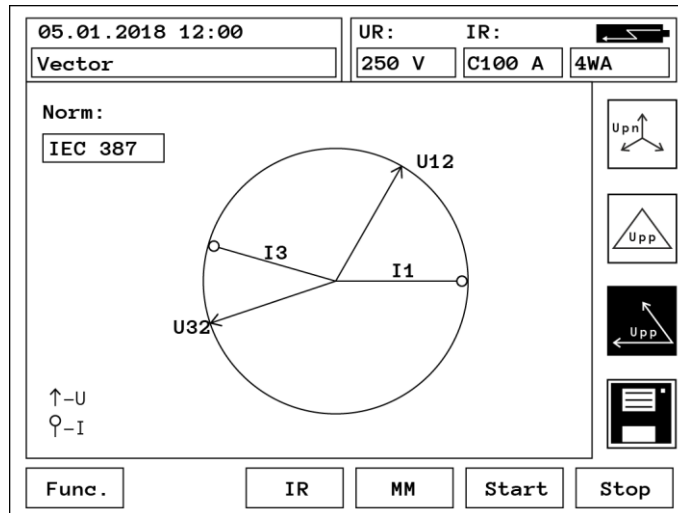 05.01.2018 12:00
UR:
IR:
Vector
250 V
C100 A
4WA
Norm:
IEC 387
U12
I3
I1
U32
↑-U
⚲-I
Upn
Upp
Upp
Func.
IR
MM
Start
Stop